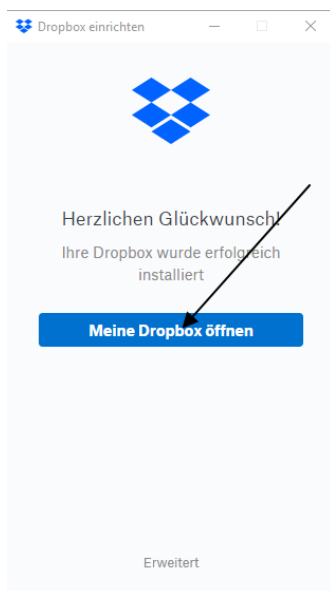 Dropbox einrichten
Herzlichen Glückwunsch!
Ihre Dropbox wurde erfolgreich
installiert
Meine Dropbox öffnen
Erweitert